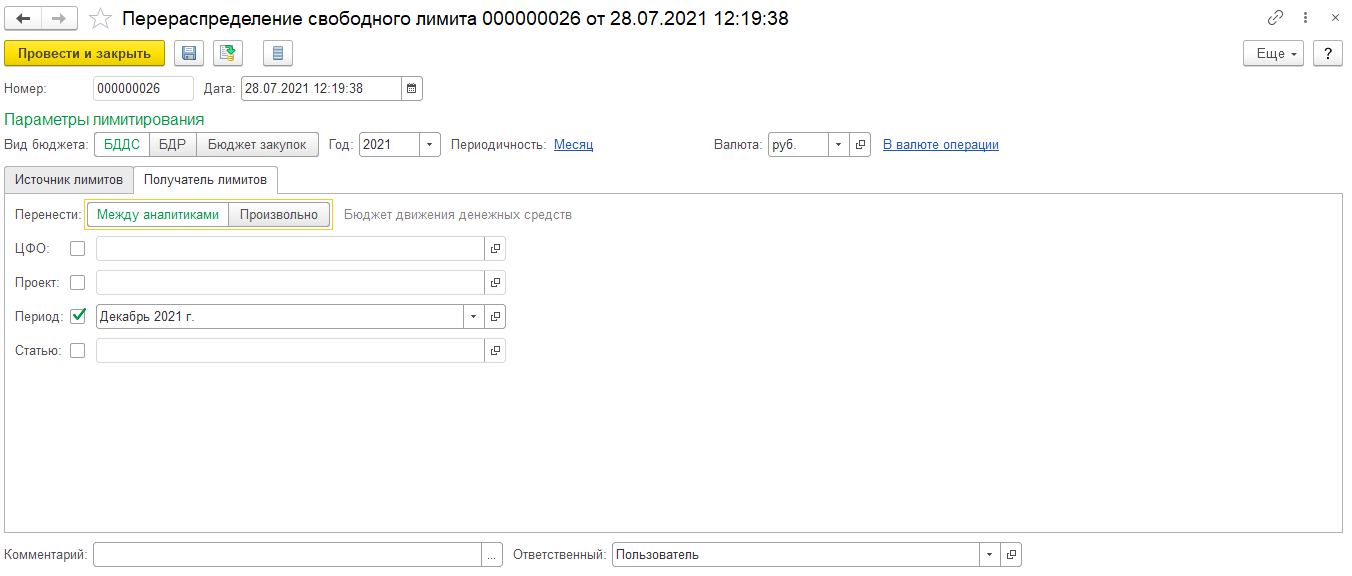 Перераспределение свободного лимита 000000026 от 28.07.2021 12:19:38
Провести и закрыть Еще ?
Номер: 000000026 Дата: 28.07.2021 12:19:38
Параметры лимитирования
Вид бюджета: БДДС БДР Бюджет закупок Год: 2021 Периодичность: Месяц Валюта: руб. В валюте операции
Источник лимитов Получатель лимитов
Перенести: Между аналитиками Произвольно Бюджет движения денежных средств
ЦФО:
Проект:
Период: Декабрь 2021 г.
Статью:
Комментарий: ... Ответственный: Пользователь